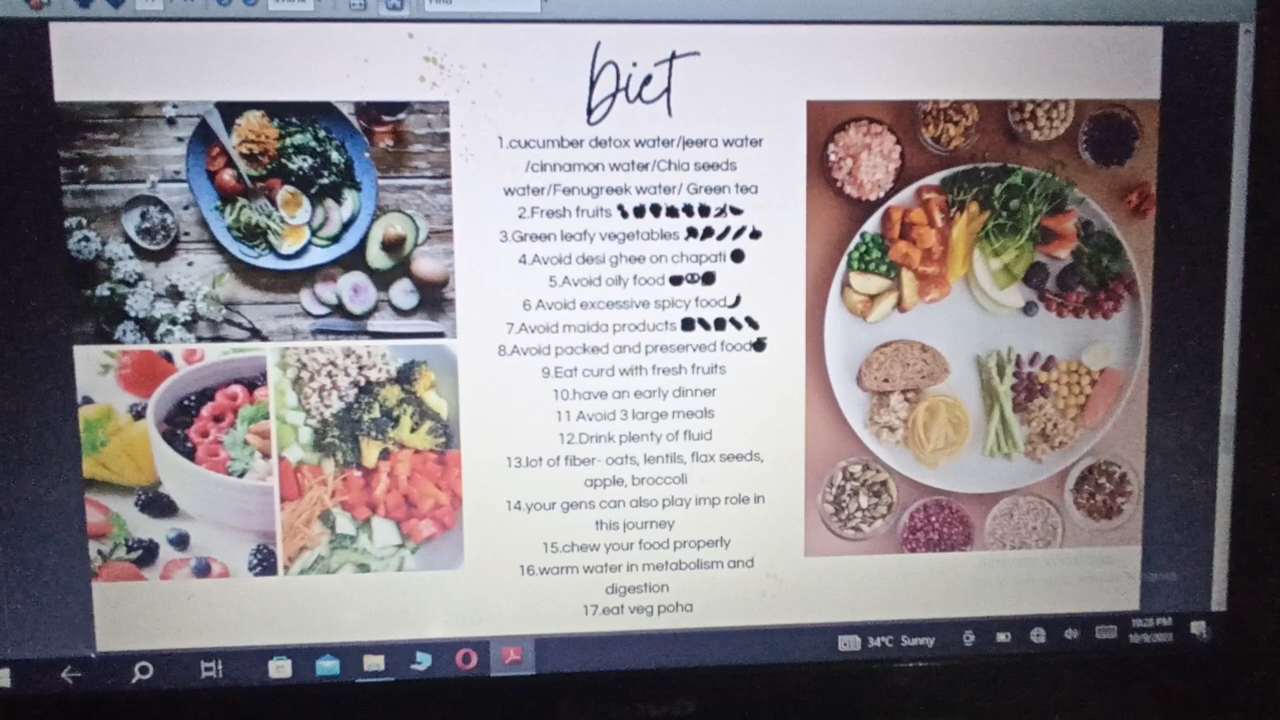 Diet
1.cucumber detox water/jeera water
/cinnamon water/Chia seeds
water/Fenugreek water/ Green tea
2.Fresh fruits
3.Green leafy vegetables
4.Avoid desi ghee on chapati
5.Avoid oily food
6 Avoid excessive spicy food
7.Avoid maida products
8.Avoid packed and preserved food
9.Eat curd with fresh fruits
10.have an early dinner
11 Avoid 3 large meals
12.Drink plenty of fluid
13.lot of fiber- oats, lentils, flax seeds,
apple, broccoli
14.your gens can also play imp role in
this journey
15.chew your food properly
16.warm water in metabolism and
digestion
17.eat veg poha
34°C Sunny